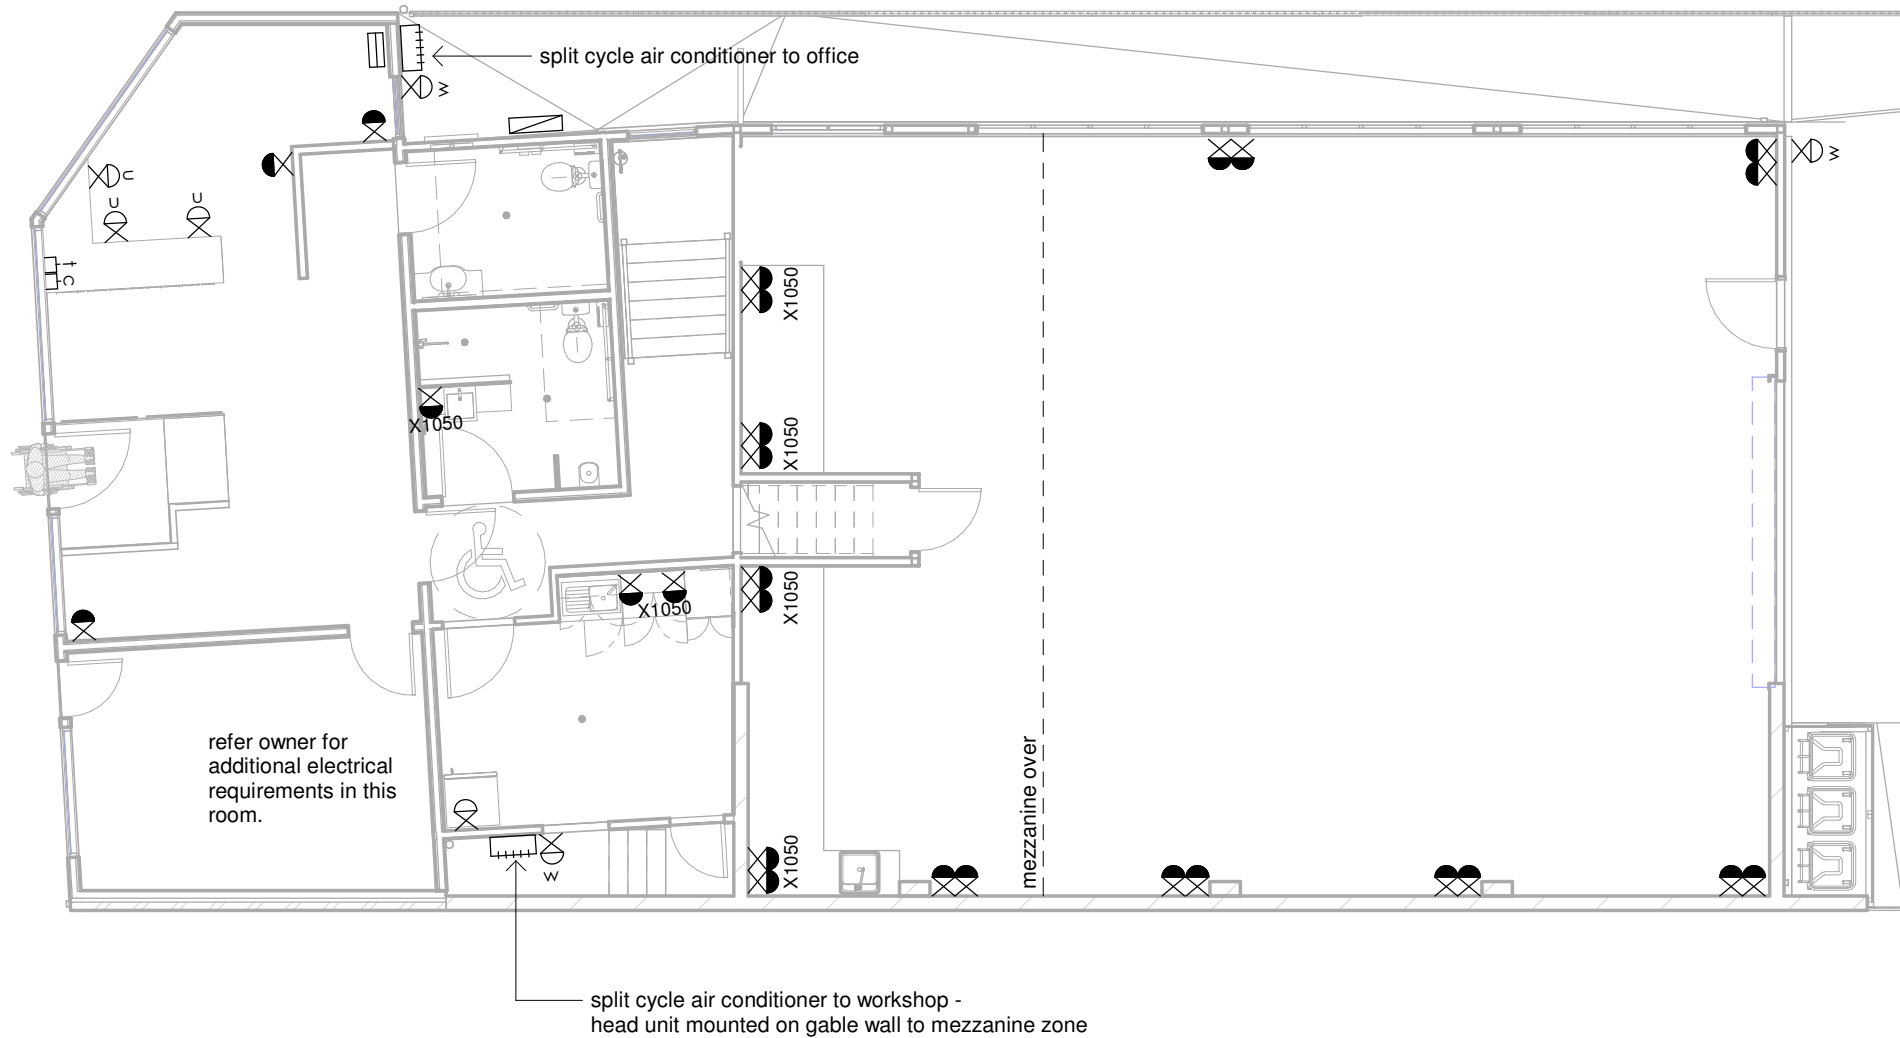 split cycle air conditioner to office
w
w
u
u
u
t
c
X1050
X1050
X1050
X1050
X1050
X1050
refer owner for
additional electrical
requirements in this
room.
mezzanine over
w
split cycle air conditioner to workshop -
head unit mounted on gable wall to mezzanine zone